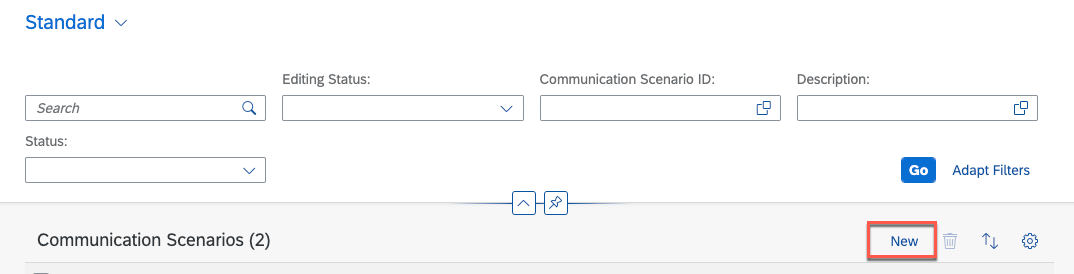 Standard
Editing Status:
Communication Scenario ID:
Description:
Search
Status:
Go
Adapt Filters
Communication Scenarios (2)
New